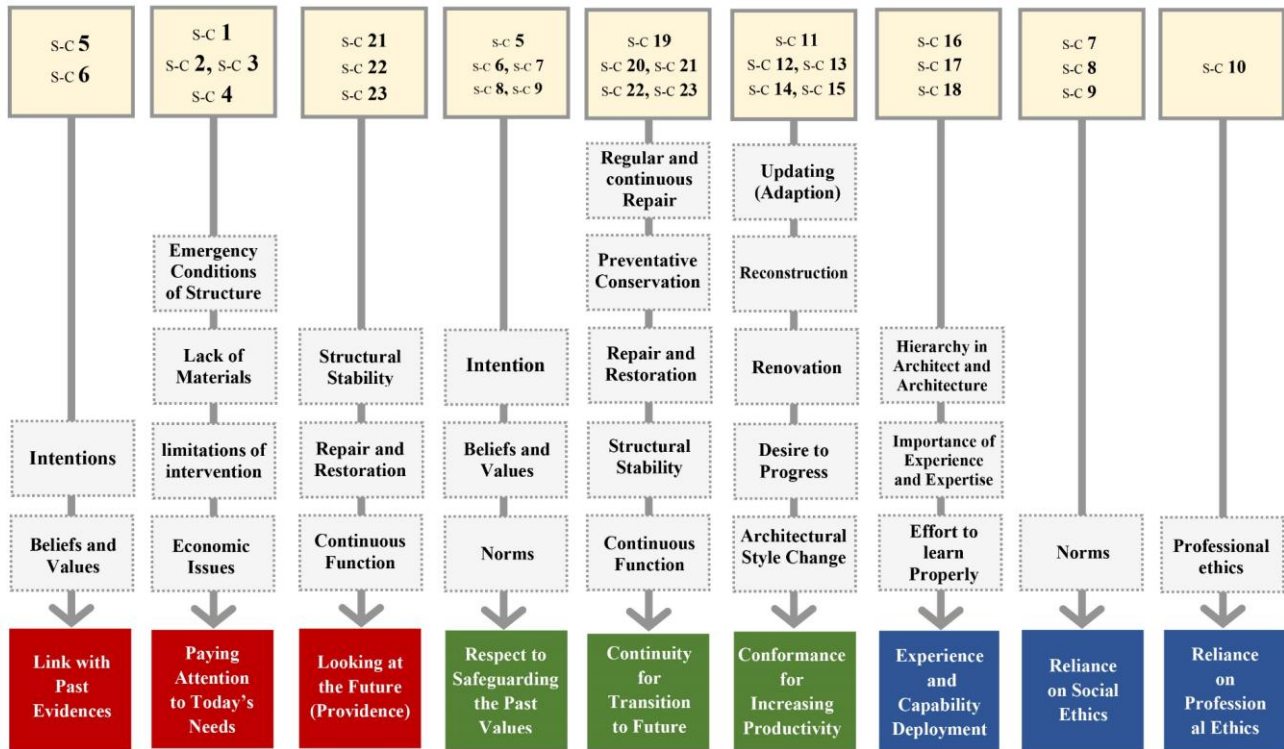 S-C 5
S-C 6
S-C 1
S-C 2, S-C 3
S-C 4
S-C 21
S-C 22
S-C 23
S-C 5
S-C 6, S-C 7
S-C 8, S-C 9
S-C 19
S-C 20, S-C 21
S-C 22, S-C 23
S-C 11
S-C 12, S-C 13
S-C 14, S-C 15
S-C 16
S-C 17
S-C 18
S-C 7
S-C 8
S-C 9
S-C 10
Regular and
continuous
Repair
Updating
(Adaption)
Emergency
Conditions
of Structure
Preventative
Conservation
Reconstruction
Lack of
Materials
Structural
Stability
Intention
Repair and
Restoration
Renovation
Hierarchy in
Architect and
Architecture
Intentions
limitations of
intervention
Repair and
Restoration
Beliefs and
Values
Structural
Stability
Desire to
Progress
Importance of
Experience
and Expertise
Beliefs and
Values
Economic
Issues
Continuous
Function
Norms
Continuous
Function
Architectural
Style Change
Effort to
learn
Properly
Norms
Professional
ethics
Link with
Past
Evidences
Paying
Attention
to Today's
Needs
Looking at
the Future
(Providence)
Respect to
Safeguarding
the Past
Values
Continuity
for
Transition
to Future
Conformance
for
Increasing
Productivity
Experience
and
Capability
Deployment
Reliance
on Social
Ethics
Reliance
on
Profession
al Ethics